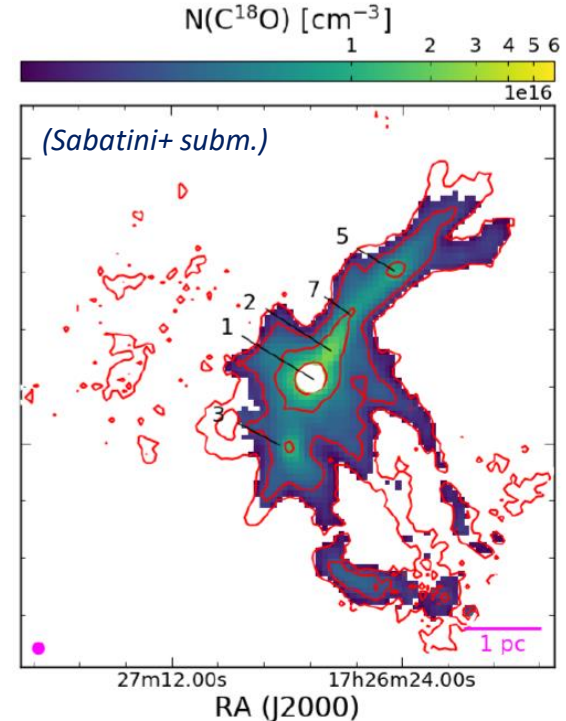 N(C¹⁸O) [cm⁻³]
1 2 3 4 5 6
1e16
(Sabatini+ subm.)
5
7
2
1
3
1 pc
27m12.00s 17h26m24.00s
RA (J2000)